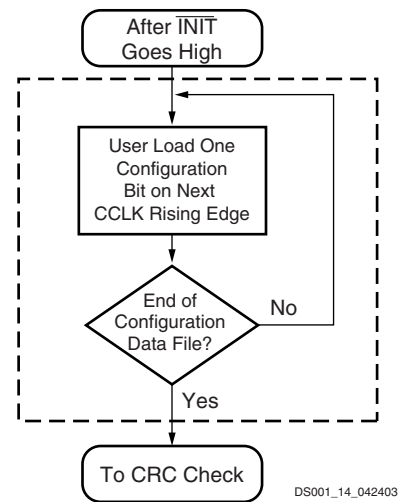 After INIT
Goes High
User Load One
Configuration
Bit on Next
CCLK Rising Edge
End of
Configuration
Data File?
No
Yes
To CRC Check
DS001_14_042403